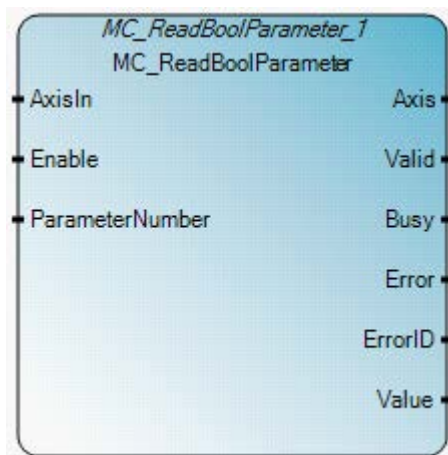 MC_ReadBoolParameter_1
MC_ReadBoolParameter
AxisIn
Axis
Enable
Valid
ParameterNumber
Busy
Error
ErrorID
Value